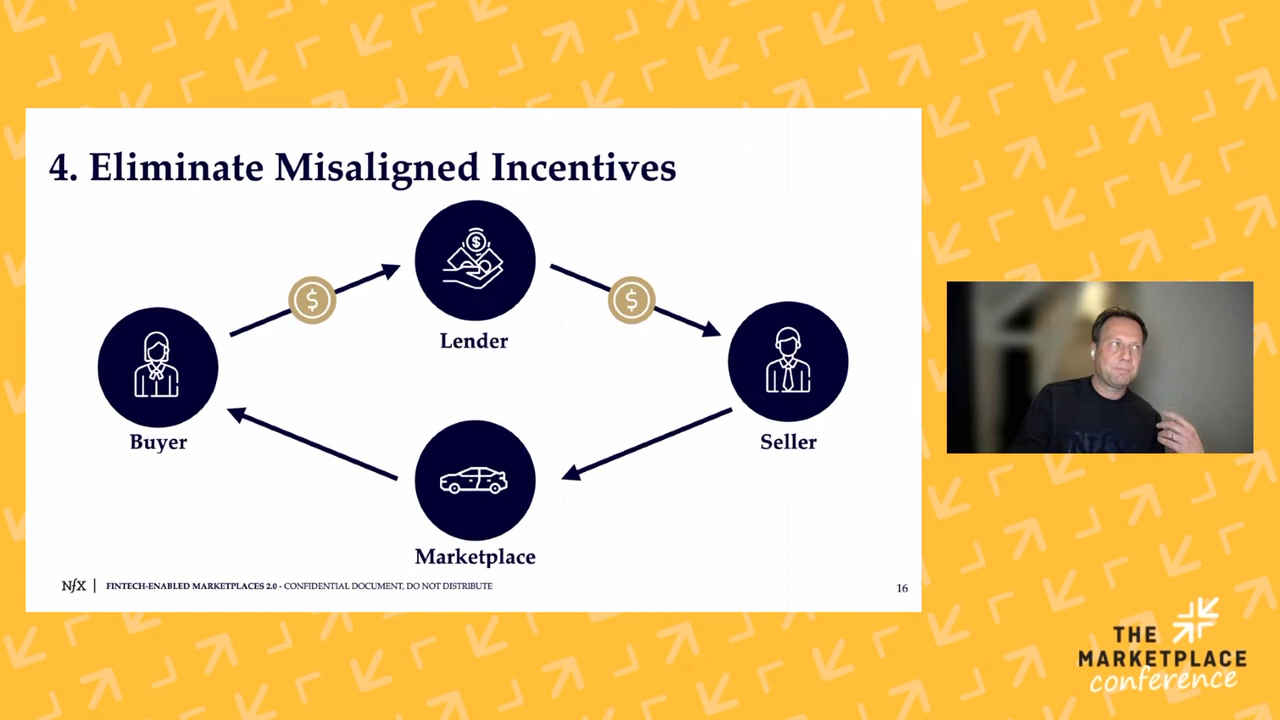 4. Eliminate Misaligned Incentives
$
$
$
Lender
Buyer
Seller
Marketplace
NfX | FINTECH-ENABLED MARKETPLACES 2.0 - CONFIDENTIAL DOCUMENT, DO NOT DISTRIBUTE
16
NfX
THE
MARKETPLACE
conference